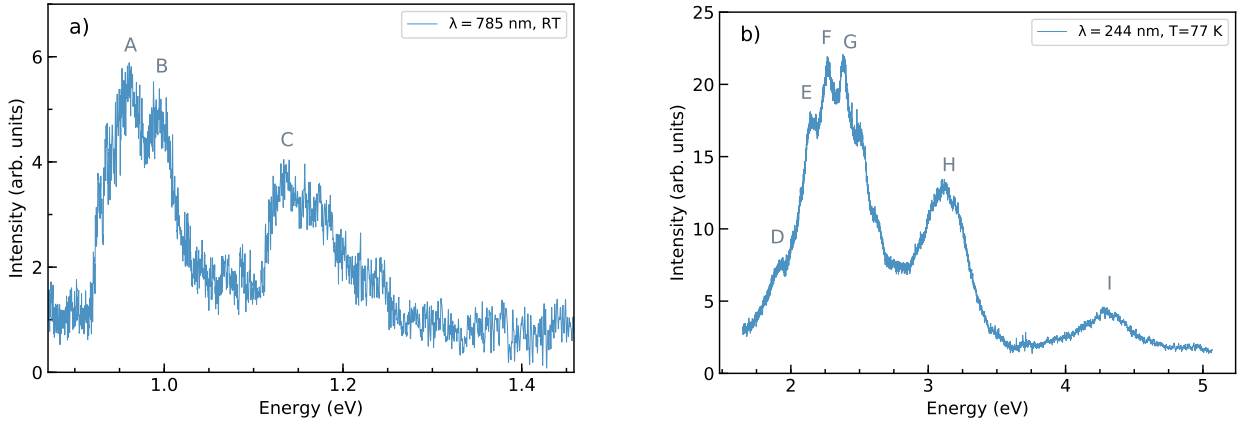 a)
λ = 785 nm, RT
A
B
C
Intensity (arb. units)
6
4
2
0
1.0
1.2
1.4
Energy (eV)
b)
λ = 244 nm, T=77 K
F
G
E
H
D
I
Intensity (arb. units)
25
20
15
10
5
0
2
3
4
5
Energy (eV)